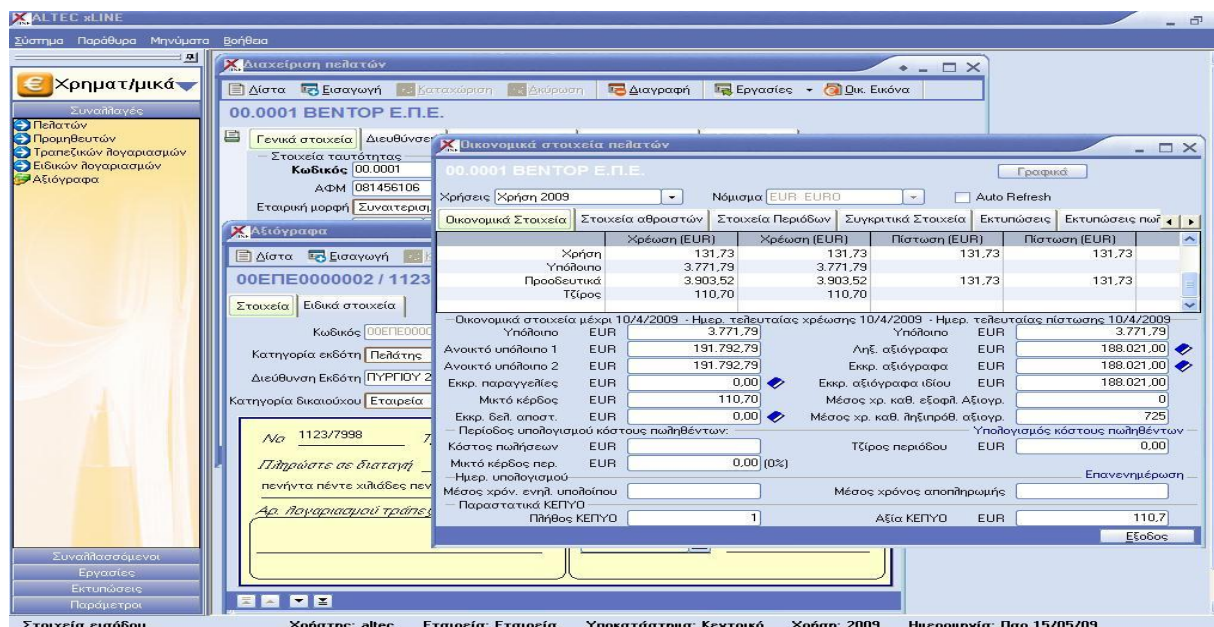 ALTEC xLINE
Σύστημα Παράθυρα Μηνύματα Βοήθεια
Χρηματ/μικά
Συναλλαγές
Πελατών
Προμηθευτών
Τραπεζικών λογαριασμών
Ειδικών λογαριασμών
Αξιόγραφα
Συναλλασσόμενοι
Εργασίες
Εκτυπώσεις
Παράμετροι
Διαχείριση πελατών
Λίστα Εισαγωγή Καταχώριση Ακύρωση Διαγραφή Εργασίες Οικ. Εικόνα
00.0001 ΒΕΝΤΟΡ Ε.Π.Ε.
Γενικά στοιχεία Διευθύνσε
Στοιχεία ταυτότητας
Κωδικός 00.0001
ΑΦΜ 081456106
Εταιρική μορφή Συναιτερισμ
Αξιόγραφα
Λίστα Εισαγωγή
00ΕΠΕ0000002 / 1123
Στοιχεία Ειδικά στοιχεία
Κωδικός 00ΕΠΕ0000
Κατηγορία εκδότη Πελάτης
Διεύθυνση Εκδότη ΠΥΡΓΙΟΥ 2
Κατηγορία δικαιούχου Εταιρεία
Νο 1123/7998
Πληρώστε σε διαταγή
πενήντα πέντε χιλιάδες πεν
Αρ. λογαριασμού τράπεζ
Οικονομικά στοιχεία πελατών
00.0001 ΒΕΝΤΟΡ Ε.Π.Ε.
Γραφικά
Χρήσεις Χρήση 2009 Νόμισμα EUR EURO Auto Refresh
Οικονομικά Στοιχεία Στοιχεία αθροιστών Στοιχεία Περιόδων Συγκριτικά Στοιχεία Εκτυπώσεις Εκτυπώσεις πωλ
Χρέωση (EUR) Χρέωση (EUR) Πίστωση (EUR) Πίστωση (EUR)
Χρήση 131,73 131,73 131,73 131,73
Υπόλοιπο 3.771,79 3.771,79
Προοδευτικά 3.903,52 3.903,52 131,73 131,73
Τζίρος 110,70 110,70
Οικονομικά στοιχεία μέχρι 10/4/2009 - Ημερ. τελευταίας χρέωσης 10/4/2009 - Ημερ. τελευταίας πίστωσης 10/4/2009
Υπόλοιπο EUR 3.771,79 Υπόλοιπο EUR 3.771,79
Ανοικτό υπόλοιπο 1 EUR 191.792,79 Ληξ. αξιόγραφα EUR 188.021,00
Ανοικτό υπόλοιπο 2 EUR 191.792,79 Εκκρ. αξιόγραφα EUR 188.021,00
Εκκρ. παραγγελίες EUR 0,00 Εκκρ. αξιόγραφα ιδίου EUR 188.021,00
Μικτό κέρδος EUR 110,70 Μέσος χρ. καθ. εξοφλ. Αξιογρ. 0
Εκκρ. δελ. αποστ. EUR 0,00 Μέσος χρ. καθ. ληξιπρόθ. αξιογρ. 725
Περίοδος υπολογισμού κόστους πωληθέντων: Υπολογισμός κόστους πωληθέντων
Κόστος πωλήσεων EUR Τζίρος περιόδου EUR 0,00
Μικτό κέρδος περ. EUR 0,00 (0%)
Ημερ. υπολογισμού Επανενημέρωση
Μέσος χρόν. ενηλ. υπολοίπου Μέσος χρόνος αποπληρωμής
Παραστατικά ΚΕΠΥΟ
Πλήθος ΚΕΠΥΟ 1 Αξία ΚΕΠΥΟ EUR 110,7
Έξοδος
Στοιχεία εισόδου Χρήστης: altec Εταιρεία: Εταιρεία Υποκατάστημα: Κεντρικό Χρήση: 2009 Ημερομηνία: Παρ 15/05/09